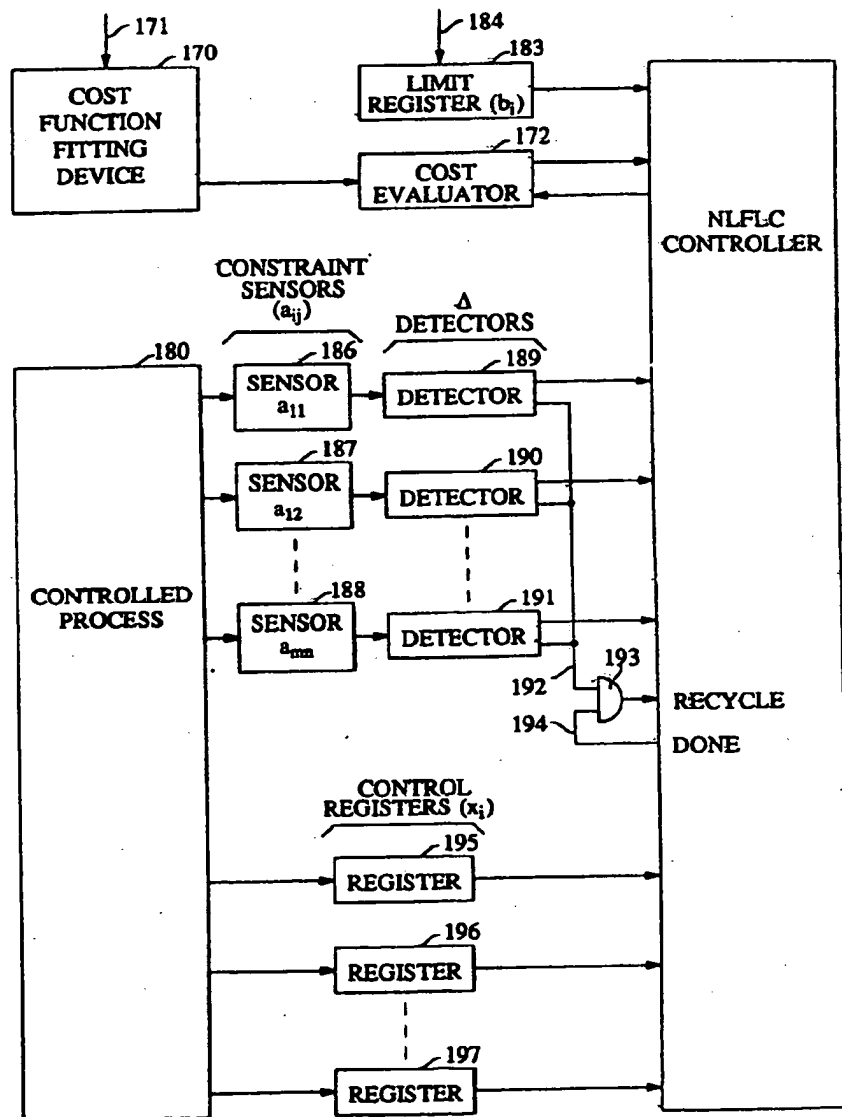 171
184
170
183
COST
FUNCTION
FITTING
DEVICE
LIMIT
REGISTER (b_i)
172
COST
EVALUATOR
NLFLC
CONTROLLER
CONSTRAINT
SENSORS
(a_ij)
Δ
DETECTORS
180
186
189
SENSOR
a_11
DETECTOR
187
190
SENSOR
a_12
DETECTOR
188
191
CONTROLLED
PROCESS
SENSOR
a_mn
DETECTOR
192
193
194
RECYCLE
DONE
CONTROL
REGISTERS (x_i)
195
REGISTER
196
REGISTER
197
REGISTER